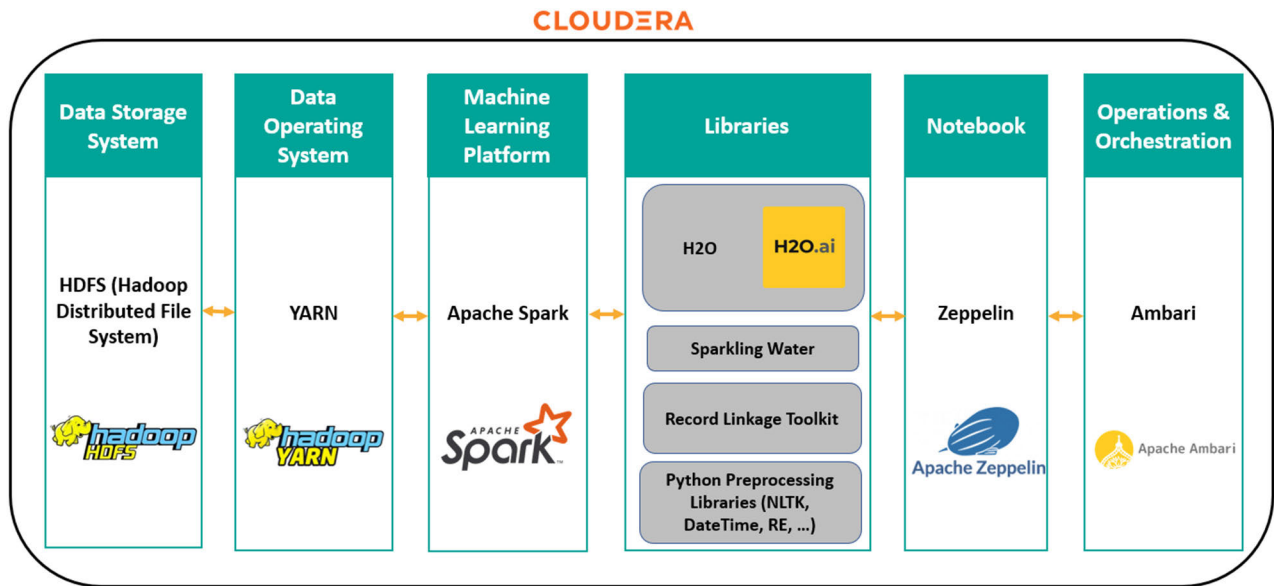 CLOUDERA
Data Storage
System
HDFS (Hadoop
Distributed File
System)
hadoop
HDFS
Data
Operating
System
YARN
hadoop
YARN
Machine
Learning
Platform
Apache Spark
APACHE
Spark™
Libraries
H2O
H2O.ai
Sparkling Water
Record Linkage Toolkit
Python Preprocessing
Libraries (NLTK,
DateTime, RE, ...)
Notebook
Zeppelin
Apache Zeppelin
Operations &
Orchestration
Ambari
Apache Ambari